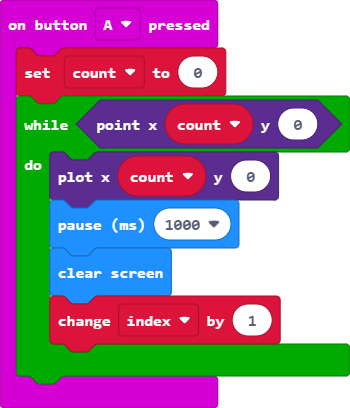 on button A pressed
set count to 0
while point x count y 0
do plot x count y 0
pause (ms) 1000
clear screen
change index by 1